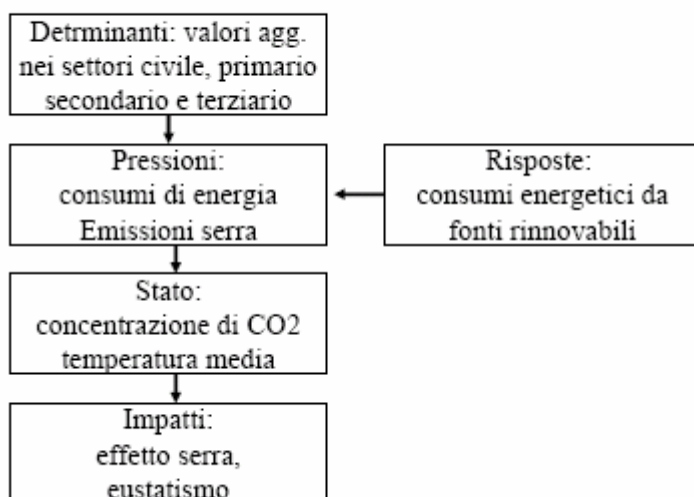 Detrminanti: valori agg.
nei settori civile, primario
secondario e terziario
Pressioni:
consumi di energia
Emissioni serra
Risposte:
consumi energetici da
fonti rinnovabili
Stato:
concentrazione di CO2
temperatura media
Impatti:
effetto serra,
eustatismo